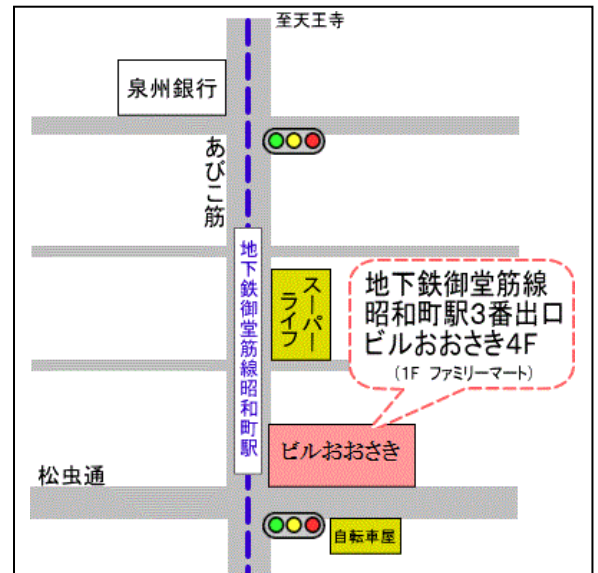 至天王寺
泉州銀行
あびこ筋
地下鉄御堂筋線昭和町駅
スーパー
ライフ
地下鉄御堂筋線
昭和町駅3番出口
ビルおおさき4F
(1F ファミリーマート)
ビルおおさき
松虫通
自転車屋